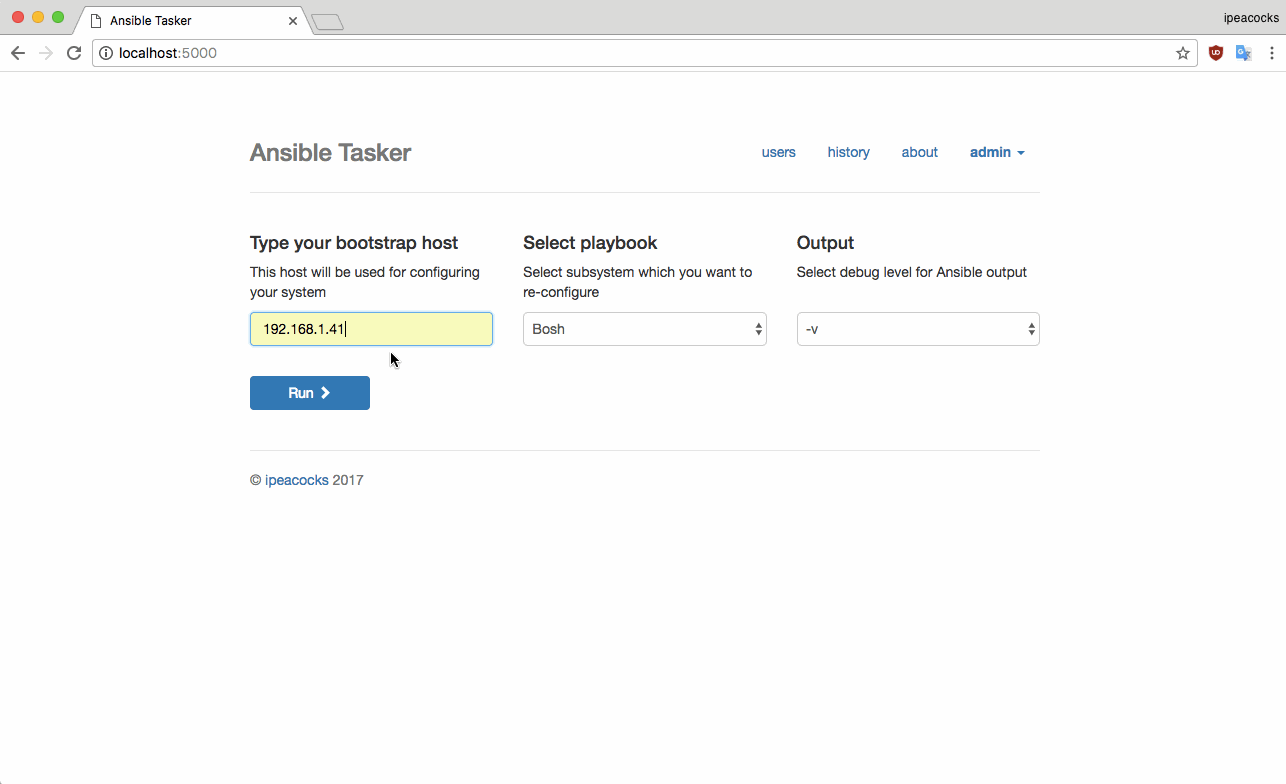 Ansible Tasker
ipeacocks
localhost:5000
Ansible Tasker
users
history
about
admin
Type your bootstrap host
This host will be used for configuring
your system
192.168.1.41
Select playbook
Select subsystem which you want to
re-configure
Bosh
Output
Select debug level for Ansible output
-v
Run
© ipeacocks 2017